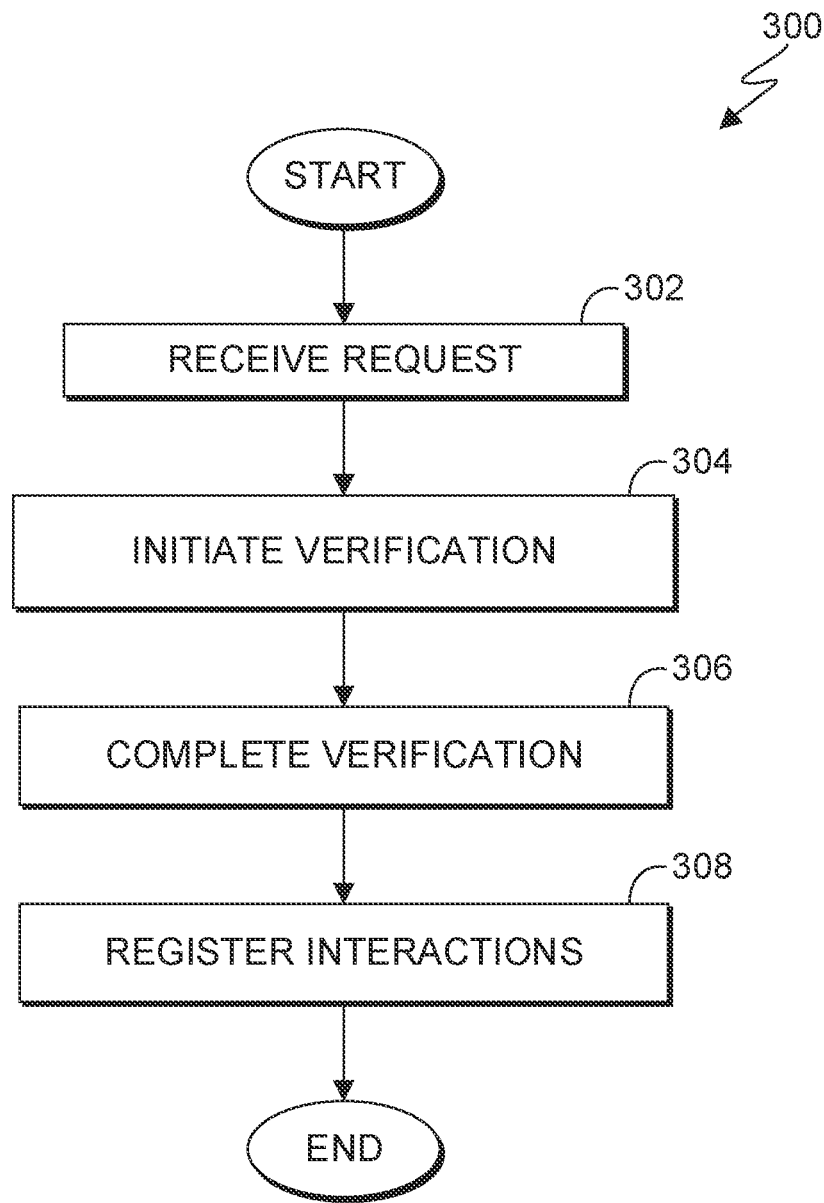 300
START
302
RECEIVE REQUEST
304
INITIATE VERIFICATION
306
COMPLETE VERIFICATION
308
REGISTER INTERACTIONS
END